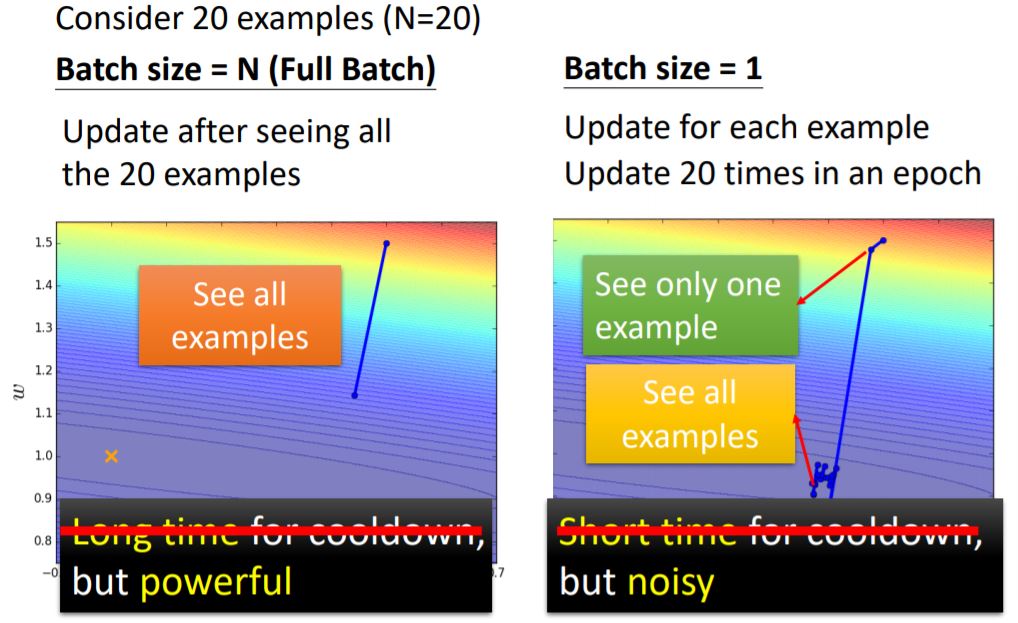 Consider 20 examples (N=20)
Batch size = N (Full Batch)
Update after seeing all
the 20 examples
See all
examples
w
1.5
1.4
1.3
1.2
1.1
1.0
0.9
0.8
−0.
0.7
Long time for cooldown,
but powerful
Batch size = 1
Update for each example
Update 20 times in an epoch
See only one
example
See all
examples
Short time for cooldown,
but noisy